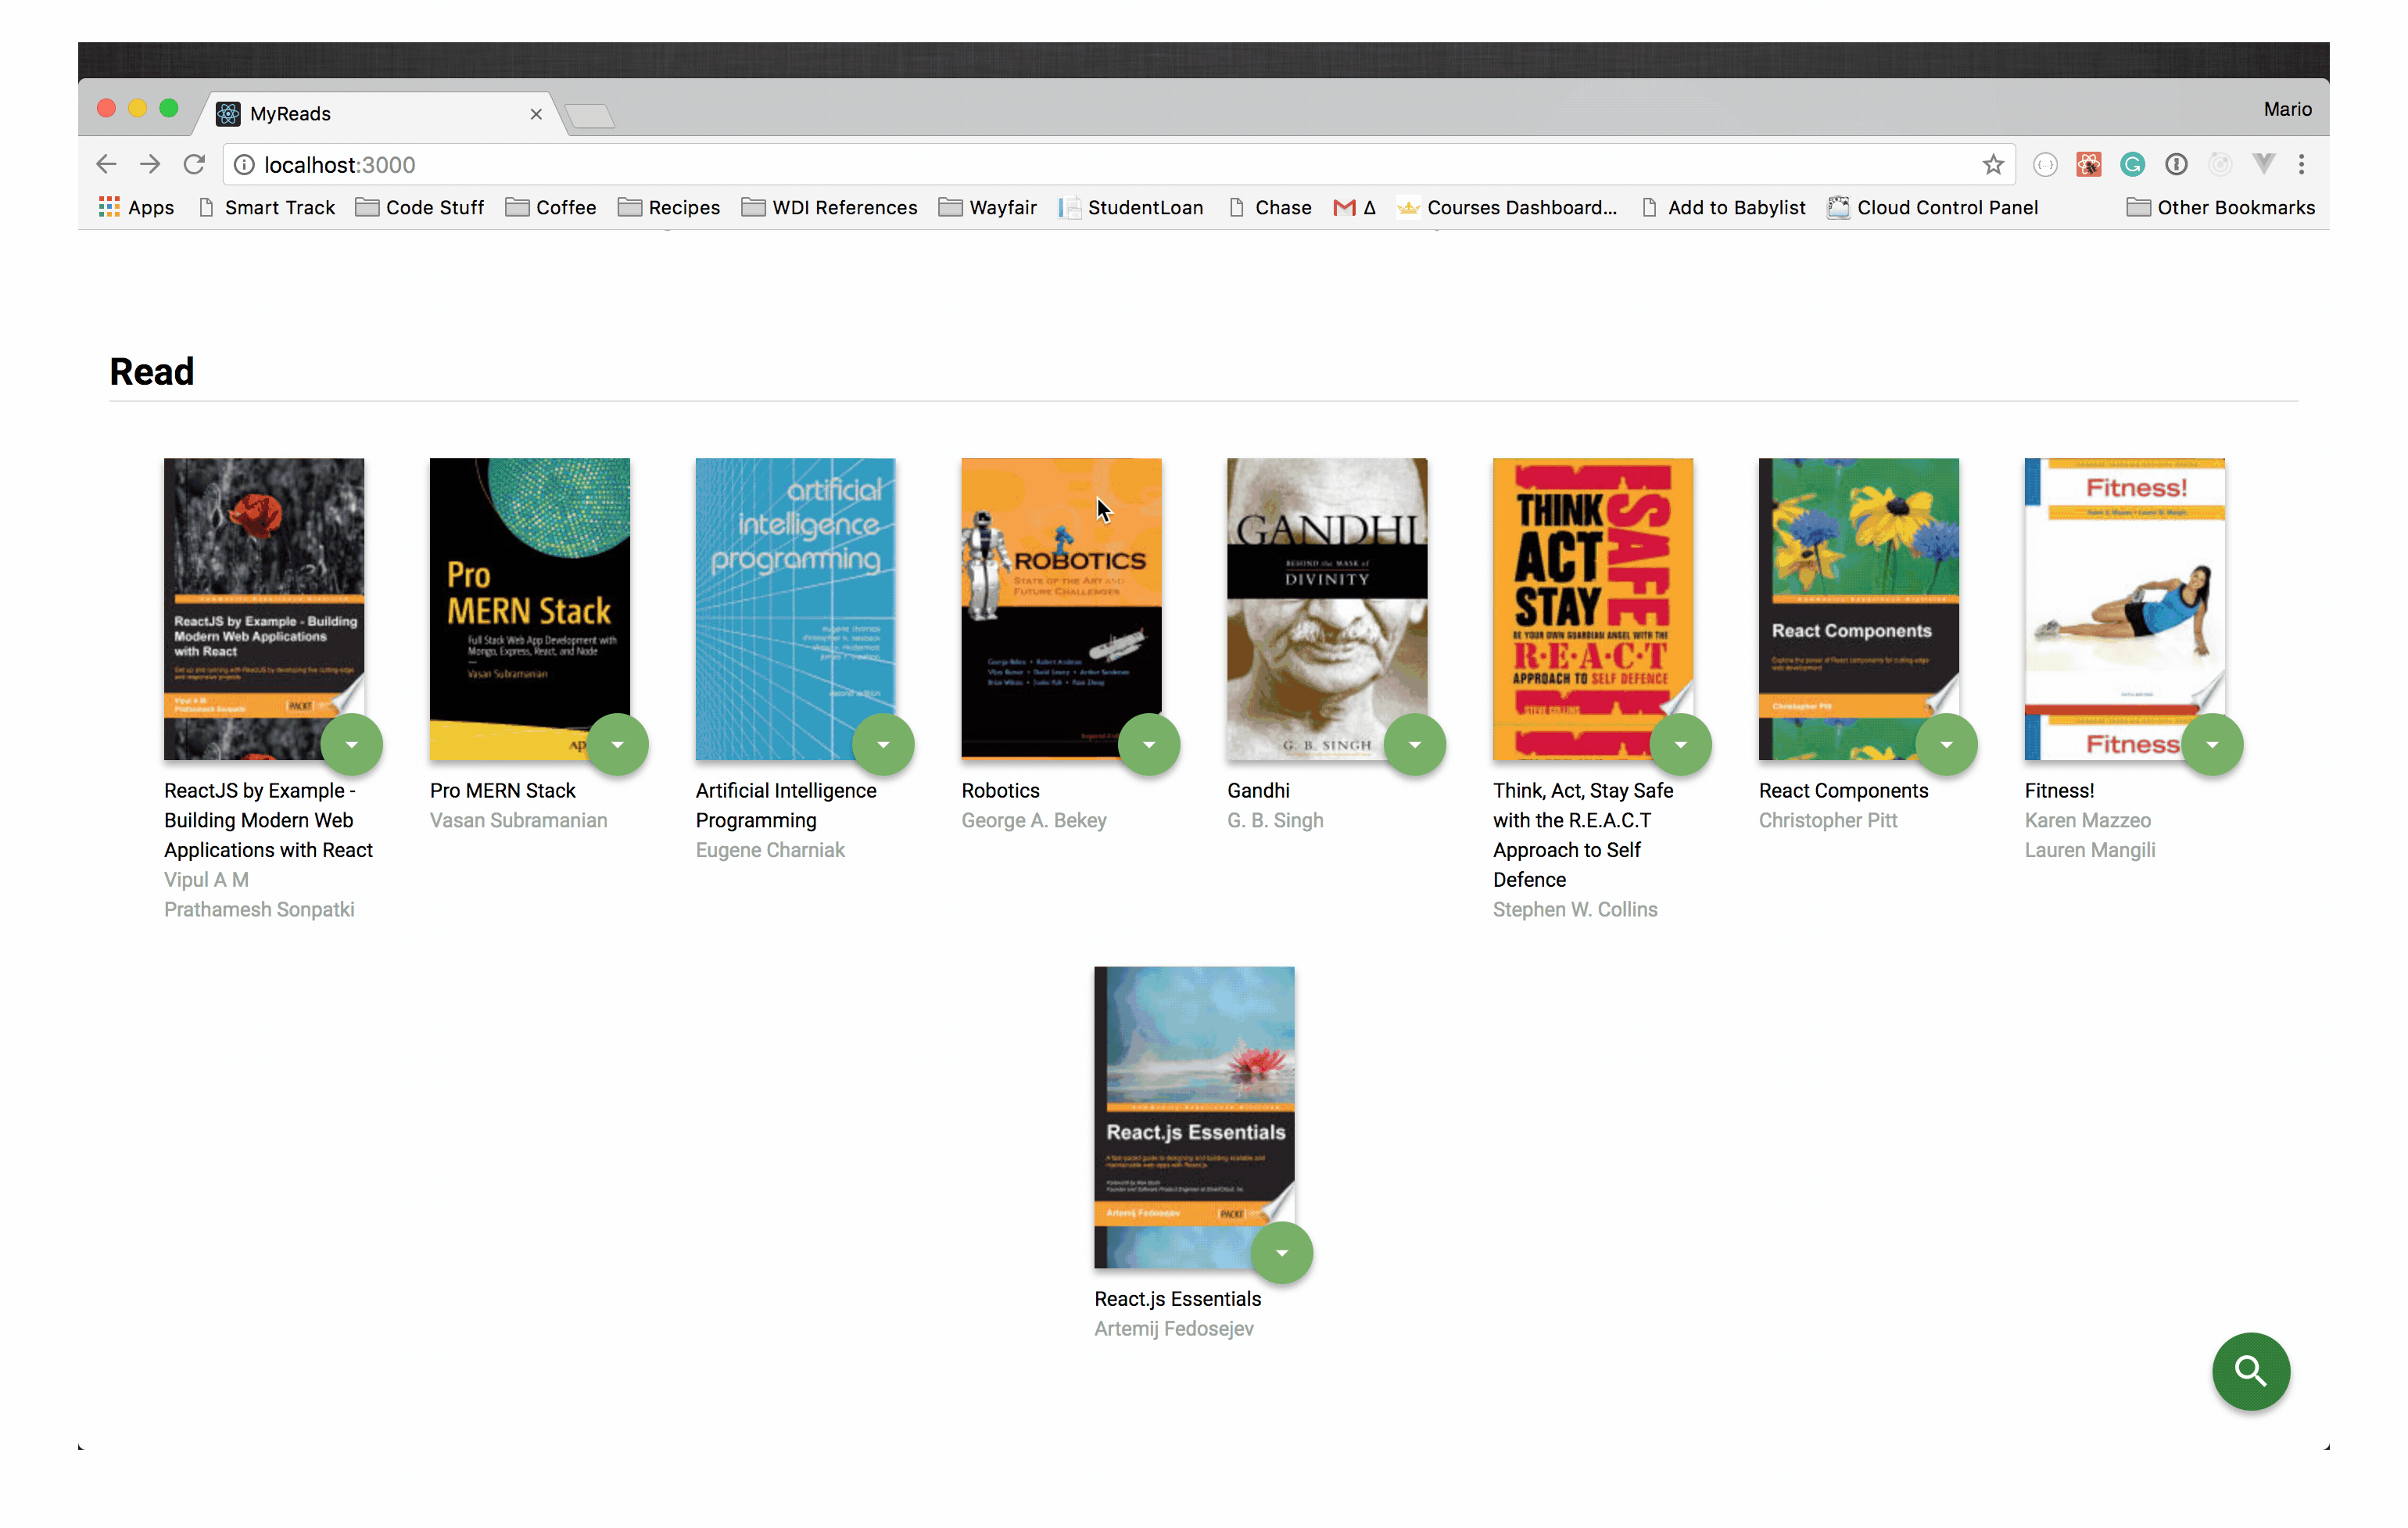 MyReads
Mario
localhost:3000
Apps Smart Track Code Stuff Coffee Recipes WDI References Wayfair StudentLoan Chase Δ Courses Dashboard... Add to Babylist Cloud Control Panel Other Bookmarks
Read
ReactJS by Example - Building
Modern Web Applications
with React
Vipul A M
Prathamesh Sonpatki
PACKT
Pro
MERN Stack
Full Stack Web App Development with
Mongo, Express, React, and Node
Vasan Subramanian
artificial
intelligence
programming
ROBOTICS
STATE OF THE ART AND
FUTURE CHALLENGES
GANDHI
BEHIND the MASK of
DIVINITY
G. B. SINGH
THINK
ACT
STAY
SAFE
BE YOUR OWN GUARDIAN ANGEL WITH THE
R·E·A·C·T
APPROACH TO SELF DEFENCE
STEVE COLLINS
React Components
Christopher Pitt
Fitness!
Fitness
ReactJS by Example -
Building Modern Web
Applications with React
Vipul A M
Prathamesh Sonpatki
Pro MERN Stack
Vasan Subramanian
Artificial Intelligence
Programming
Eugene Charniak
Robotics
George A. Bekey
Gandhi
G. B. Singh
Think, Act, Stay Safe
with the R.E.A.C.T
Approach to Self
Defence
Stephen W. Collins
React Components
Christopher Pitt
Fitness!
Karen Mazzeo
Lauren Mangili
React.js Essentials
Artemij Fedosejev
PACKT
React.js Essentials
Artemij Fedosejev